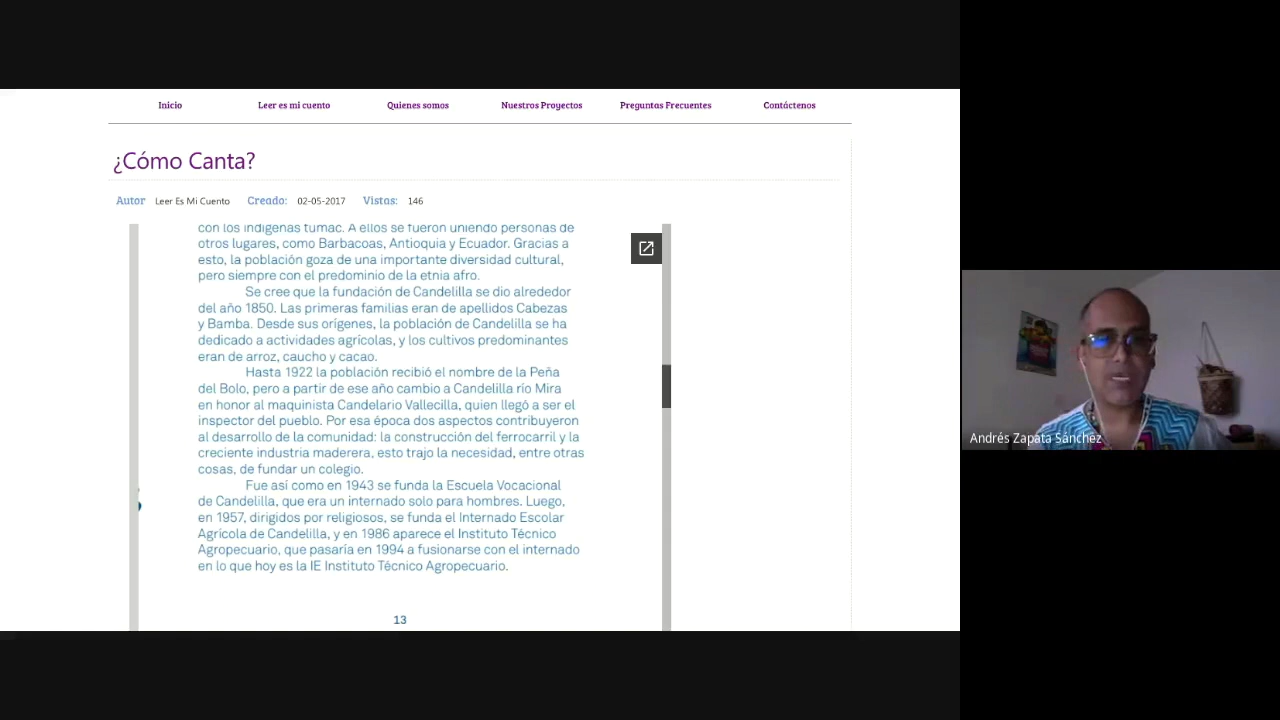 Inicio Leer es mi cuento Quienes somos Nuestros Proyectos Preguntas Frecuentes Contáctenos
¿Cómo Canta?
Autor Leer Es Mi Cuento Creado: 02-05-2017 Vistas: 146
con los indígenas tumac. A ellos se fueron uniendo personas de
otros lugares, como Barbacoas, Antioquia y Ecuador. Gracias a
esto, la población goza de una importante diversidad cultural,
pero siempre con el predominio de la etnia afro.
Se cree que la fundación de Candelilla se dio alrededor
del año 1850. Las primeras familias eran de apellidos Cabezas
y Bamba. Desde sus orígenes, la población de Candelilla se ha
dedicado a actividades agrícolas, y los cultivos predominantes
eran de arroz, caucho y cacao.
Hasta 1922 la población recibió el nombre de la Peña
del Bolo, pero a partir de ese año cambio a Candelilla río Mira
en honor al maquinista Candelario Vallecilla, quien llegó a ser el
inspector del pueblo. Por esa época dos aspectos contribuyeron
al desarrollo de la comunidad: la construcción del ferrocarril y la
creciente industria maderera, esto trajo la necesidad, entre otras
cosas, de fundar un colegio.
Fue así como en 1943 se funda la Escuela Vocacional
de Candelilla, que era un internado solo para hombres. Luego,
en 1957, dirigidos por religiosos, se funda el Internado Escolar
Agrícola de Candelilla, y en 1986 aparece el Instituto Técnico
Agropecuario, que pasaría en 1994 a fusionarse con el internado
en lo que hoy es la IE Instituto Técnico Agropecuario.
13
Andrés Zapata Sánchez